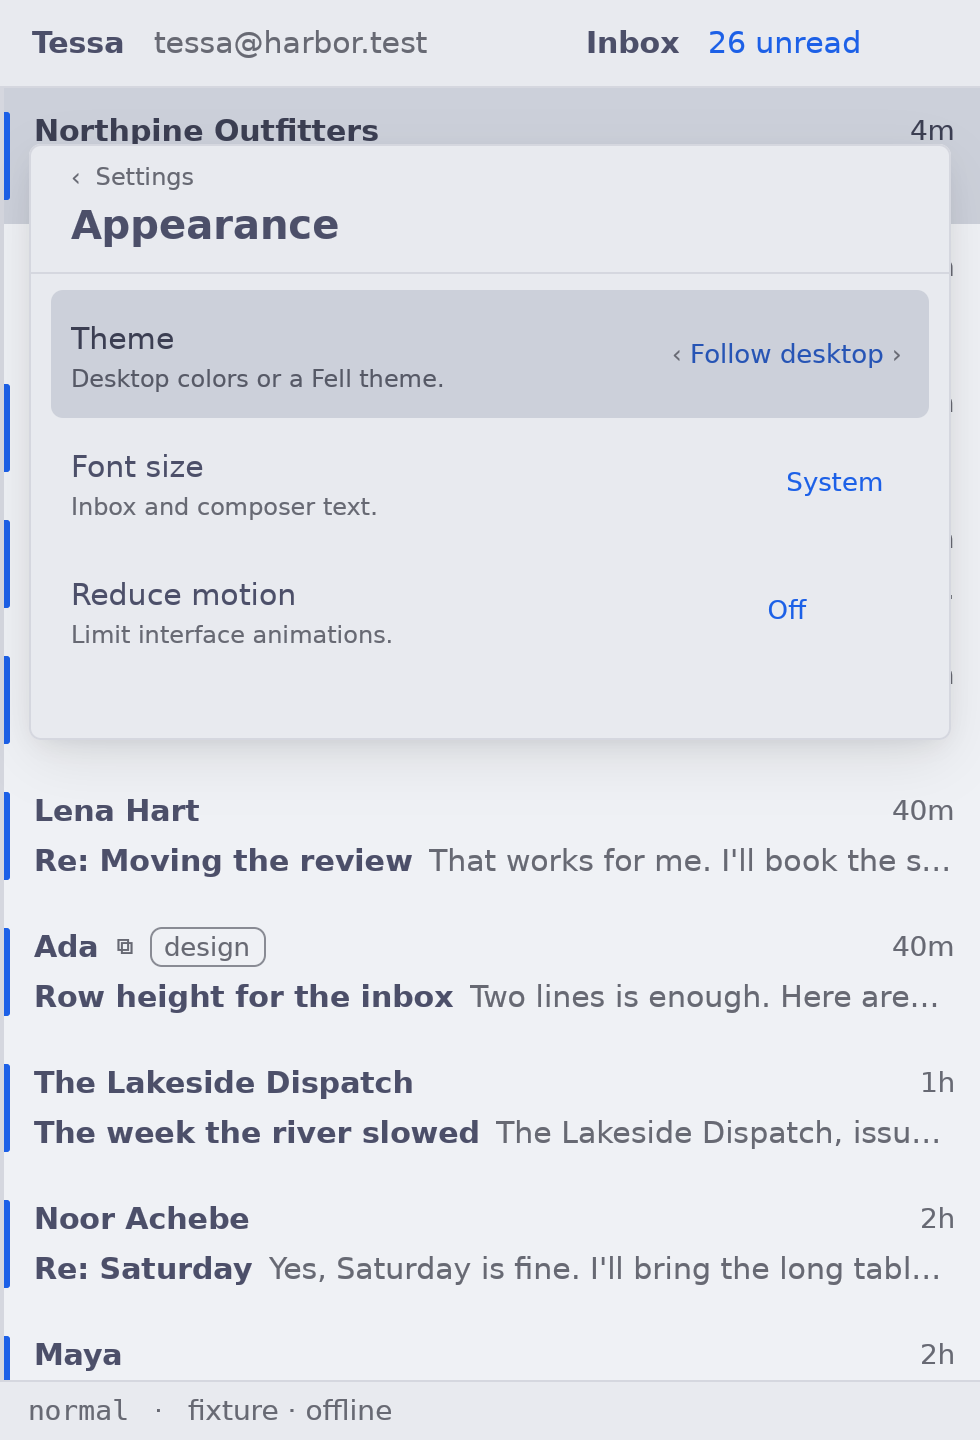 Tessa tessa@harbor.test Inbox 26 unread
Northpine Outfitters 4m
‹ Settings
Appearance
Theme
Desktop colors or a Fell theme.
‹ Follow desktop ›
Font size
Inbox and composer text.
System
Reduce motion
Limit interface animations.
Off
Lena Hart 40m
Re: Moving the review That works for me. I'll book the s…
Ada design 40m
Row height for the inbox Two lines is enough. Here are…
The Lakeside Dispatch 1h
The week the river slowed The Lakeside Dispatch, issu…
Noor Achebe 2h
Re: Saturday Yes, Saturday is fine. I'll bring the long tabl…
Maya 2h
normal · fixture · offline